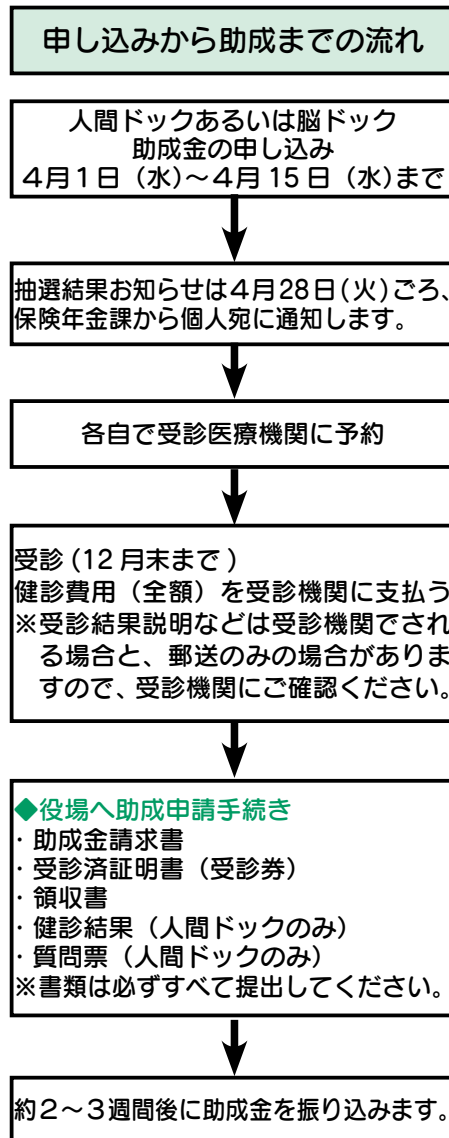 申し込みから助成までの流れ
人間ドックあるいは脳ドック
助成金の申し込み
４月１日（水）～４月15日（水）まで
抽選結果お知らせは４月28日（火）ごろ、
保険年金課から個人宛に通知します。
各自で受診医療機関に予約
受診（12月末まで）
健診費用（全額）を受診機関に支払う
※受診結果説明などは受診機関でされ
る場合と、郵送のみの場合がありま
すので、受診機関にご確認ください。
◆役場へ助成申請手続き
・助成金請求書
・受診済証明書（受診券）
・領収書
・健診結果（人間ドックのみ）
・質問票（人間ドックのみ）
※書類は必ずすべて提出してください。
約２～３週間後に助成金を振り込みます。